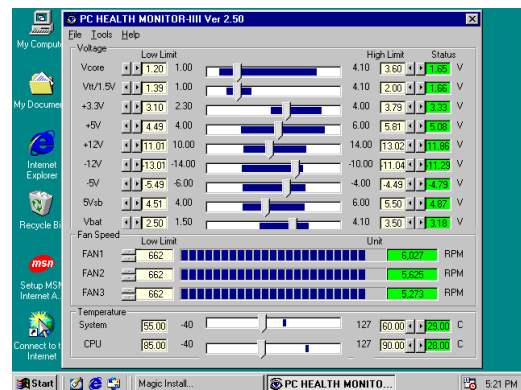 PC HEALTH MONITOR-IIII Ver 2.50
File Tools Help
Voltage
Low Limit High Limit Status
Vcore 1.20 1.00 4.10 3.60 1.65 V
Vtt/1.5V 1.39 1.00 4.10 2.00 1.66 V
+3.3V 3.10 2.30 4.00 3.79 3.33 V
+5V 4.49 4.00 6.00 5.81 5.08 V
+12V 11.01 10.00 14.00 13.02 11.86 V
-12V -13.01 -14.00 -10.00 -11.04 -11.29 V
-5V -5.49 -6.00 -4.00 -4.49 -4.79 V
5Vsb 4.51 4.00 6.00 5.50 4.87 V
Vbat 2.50 1.50 4.10 3.50 3.18 V
Fan Speed
Low Limit Unit
FAN1 662 6,027 RPM
FAN2 662 5,625 RPM
FAN3 662 5,273 RPM
Temperature
System 55.00 -40 127 60.00 29.00 C
CPU 85.00 -40 127 90.00 28.00 C
My Comput
My Documen
Internet
Explorer
Recycle Bi
msn
Setup MSN
Internet A..
Connect to t
Internet
Start Magic Install... PC HEALTH MONITO... 5:21 PM